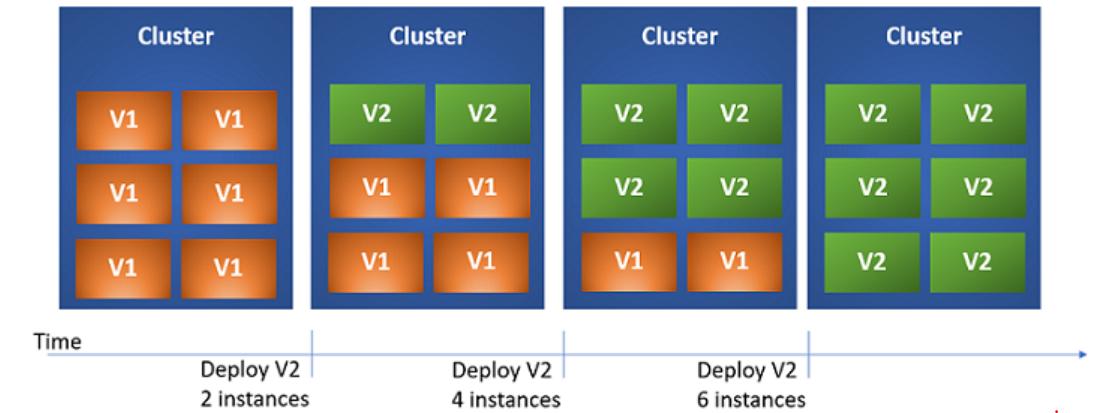 Cluster Cluster Cluster Cluster
V1 V1 V2 V2 V2 V2 V2 V2
V1 V1 V1 V1 V2 V2 V2 V2
V1 V1 V1 V1 V1 V1 V2 V2
Time
Deploy V2 Deploy V2 Deploy V2
2 instances 4 instances 6 instances